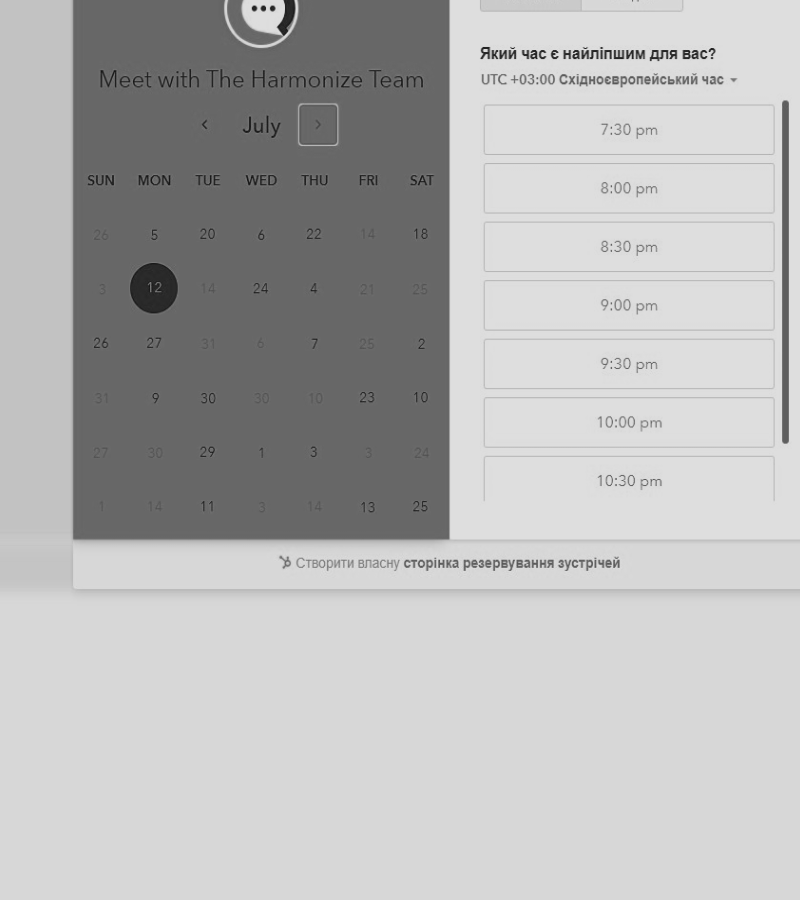 Meet with The Harmonize Team
July
SUN MON TUE WED THU FRI SAT
26 5 20 6 22 14 18
3 12 14 24 4 21 25
26 27 31 6 7 25 2
31 9 30 30 10 23 10
27 30 29 1 3 3 24
1 14 11 3 14 13 25
Який час є найліпшим для вас?
UTC +03:00 Східноєвропейський час
7:30 pm
8:00 pm
8:30 pm
9:00 pm
9:30 pm
10:00 pm
10:30 pm
Створити власну сторінка резервування зустрічей